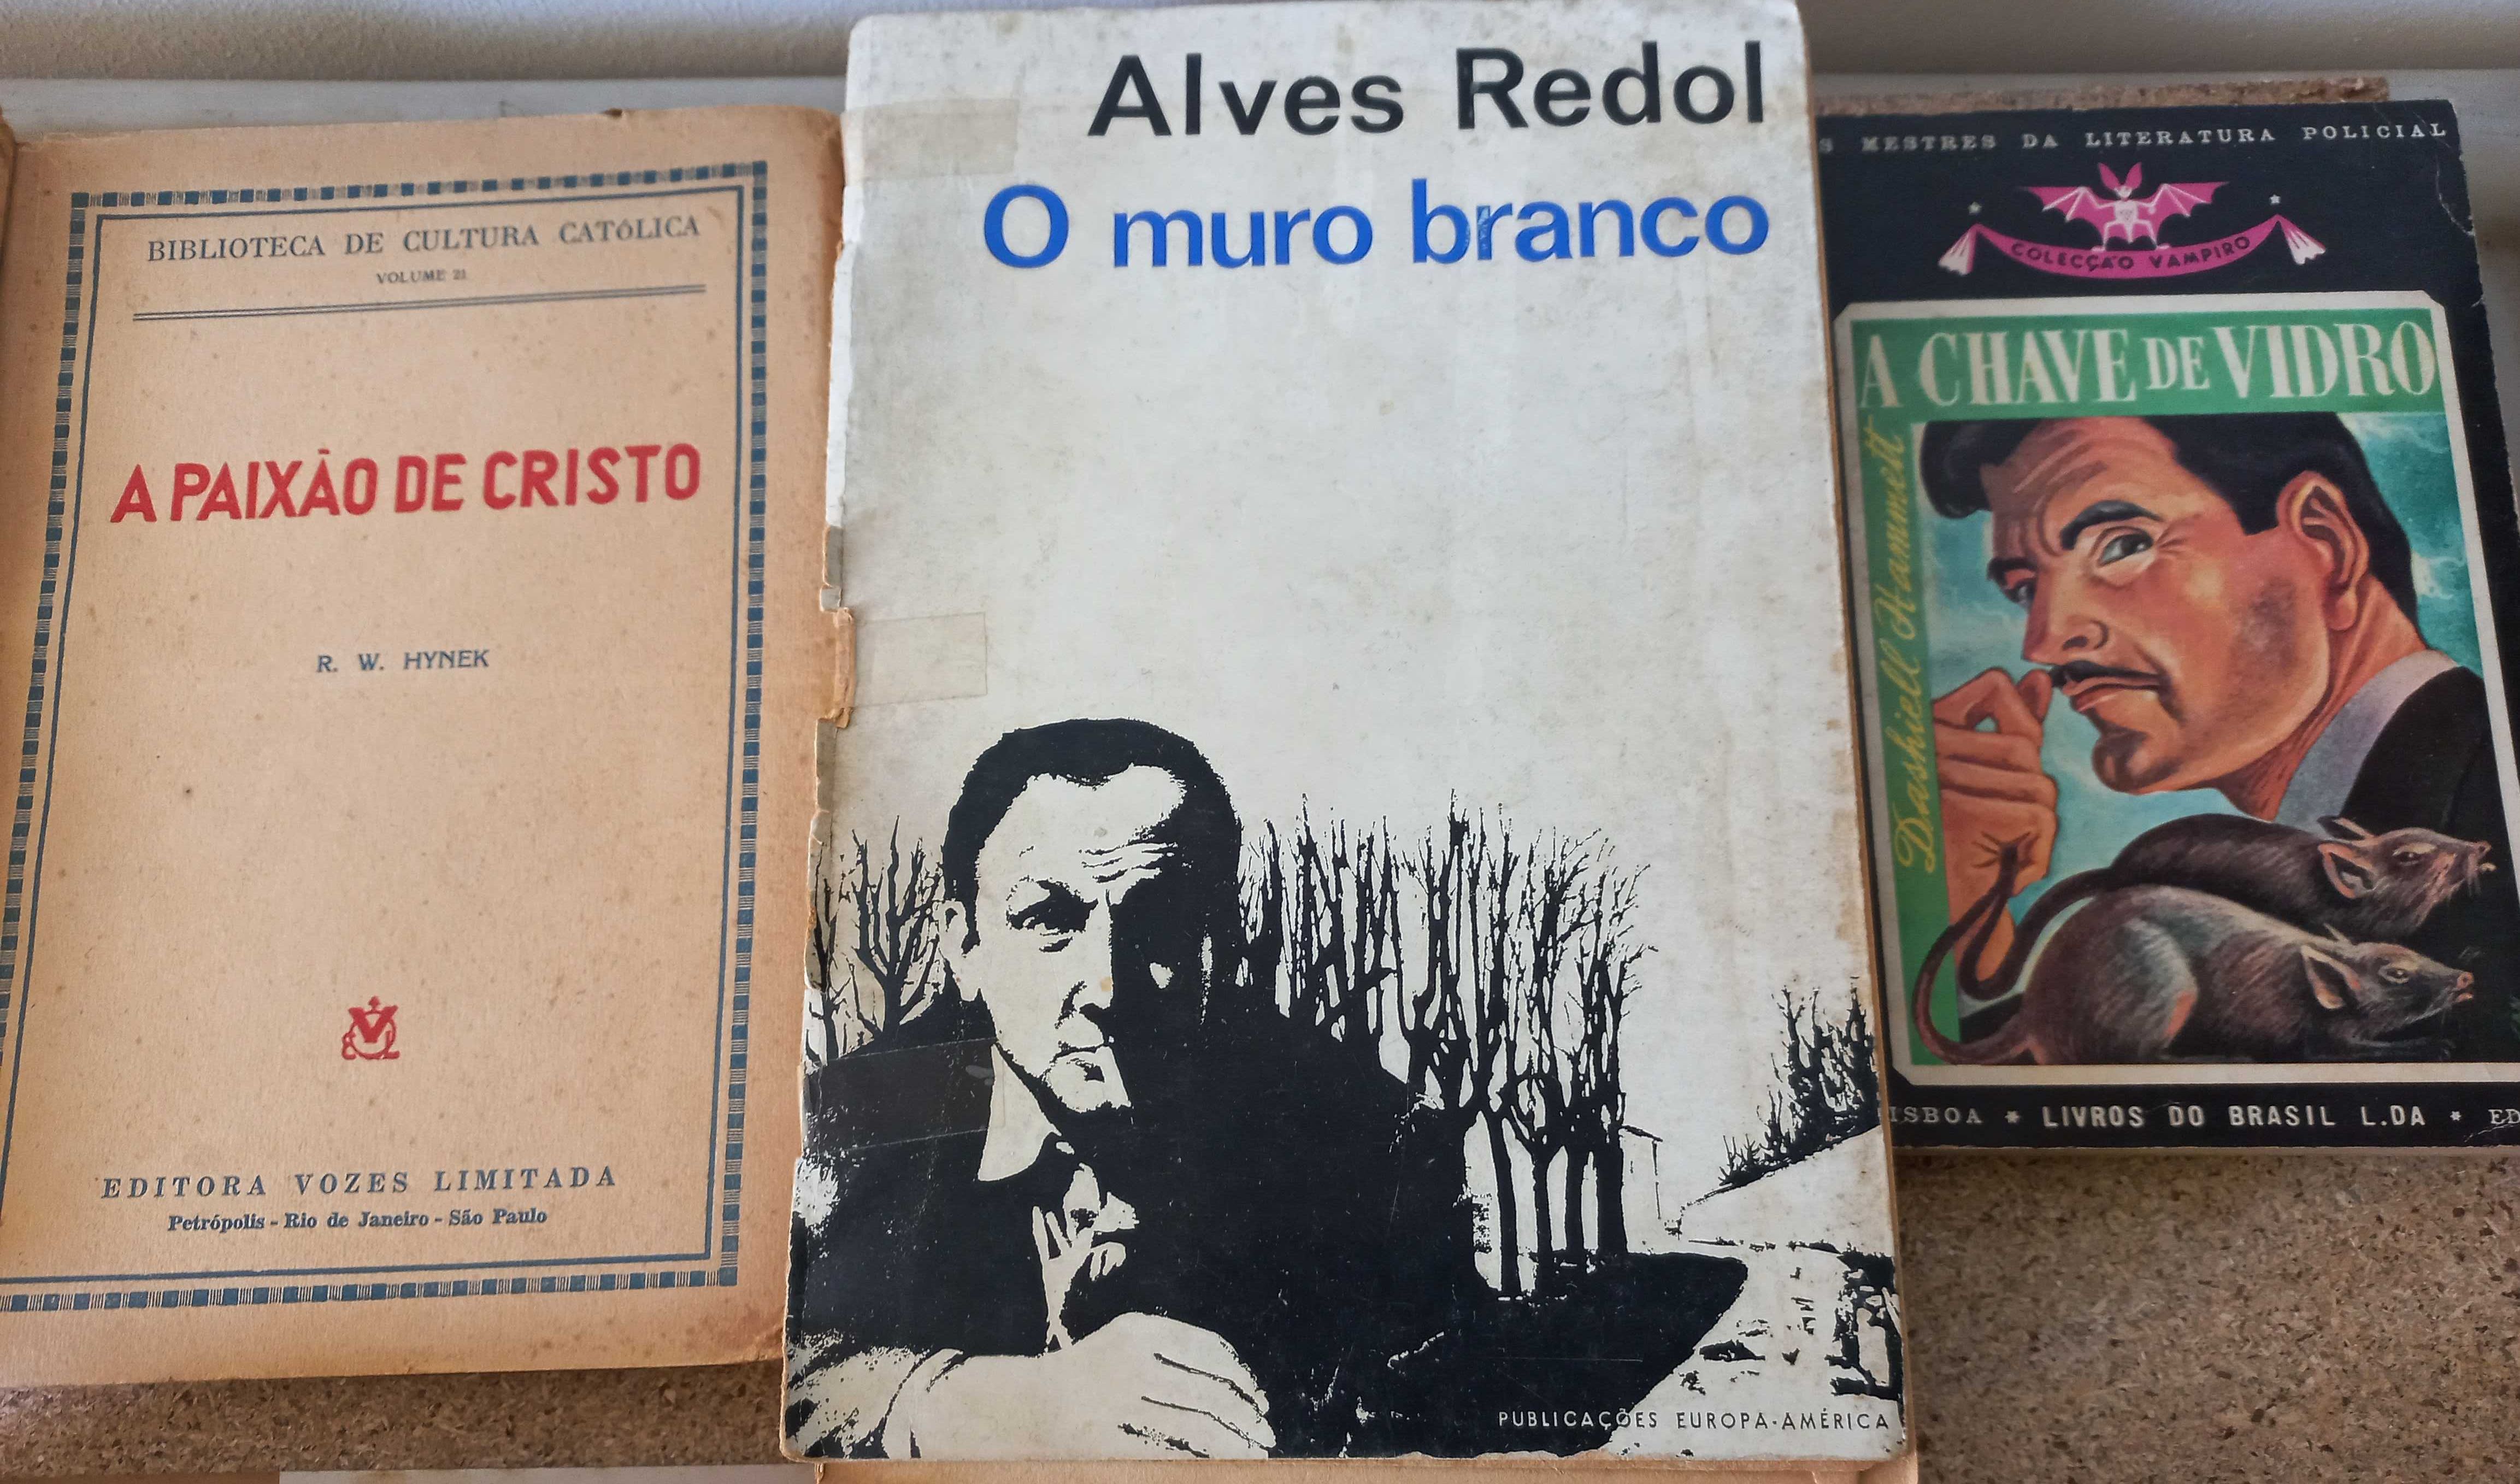 BIBLIOTECA DE CULTURA CATÓLICA
VOLUME 21
A PAIXÃO DE CRISTO
R. W. HYNEK
EDITORA VOZES LIMITADA
Petrópolis - Rio de Janeiro - São Paulo
Alves Redol
O muro branco
PUBLICAÇÕES EUROPA-AMÉRICA
S MESTRES DA LITERATURA POLICIAL
COLECÇÃO VAMPIRO
A CHAVE DE VIDRO
Dashiell Hammett
ISBOA * LIVROS DO BRASIL L.DA * ED